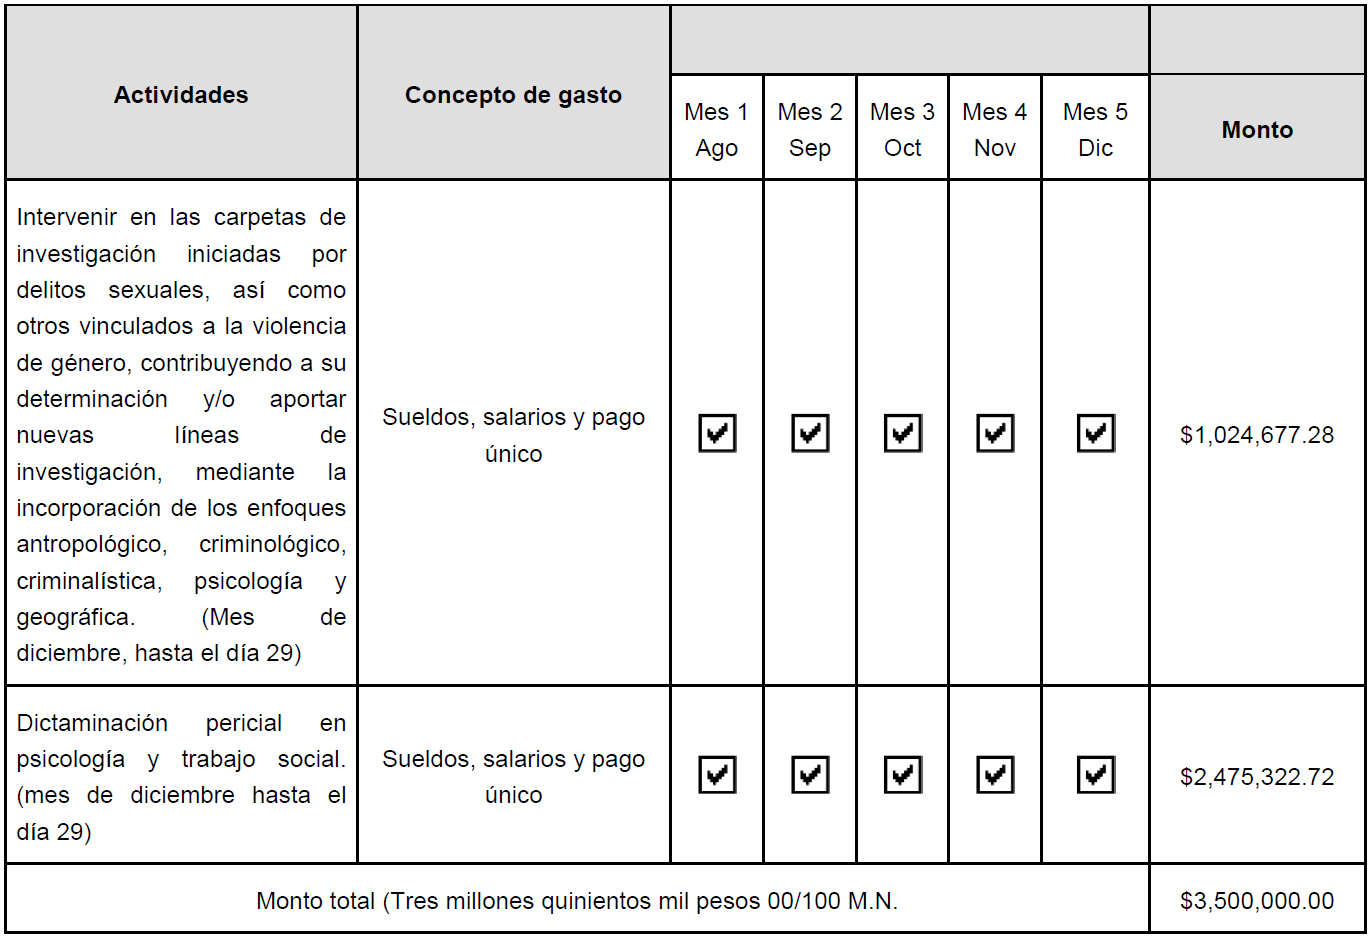 Actividades
Concepto de gasto
Mes 1
Ago
Mes 2
Sep
Mes 3
Oct
Mes 4
Nov
Mes 5
Dic
Monto
Intervenir en las carpetas de
investigación iniciadas por
delitos sexuales, así como
otros vinculados a la violencia
de género, contribuyendo a su
determinación y/o aportar
nuevas líneas de
investigación, mediante la
incorporación de los enfoques
antropológico, criminológico,
criminalística, psicología y
geográfica. (Mes de
diciembre, hasta el día 29)
Sueldos, salarios y pago
único
$1,024,677.28
Dictaminación pericial en
psicología y trabajo social.
(mes de diciembre hasta el
día 29)
Sueldos, salarios y pago
único
$2,475,322.72
Monto total (Tres millones quinientos mil pesos 00/100 M.N.
$3,500,000.00